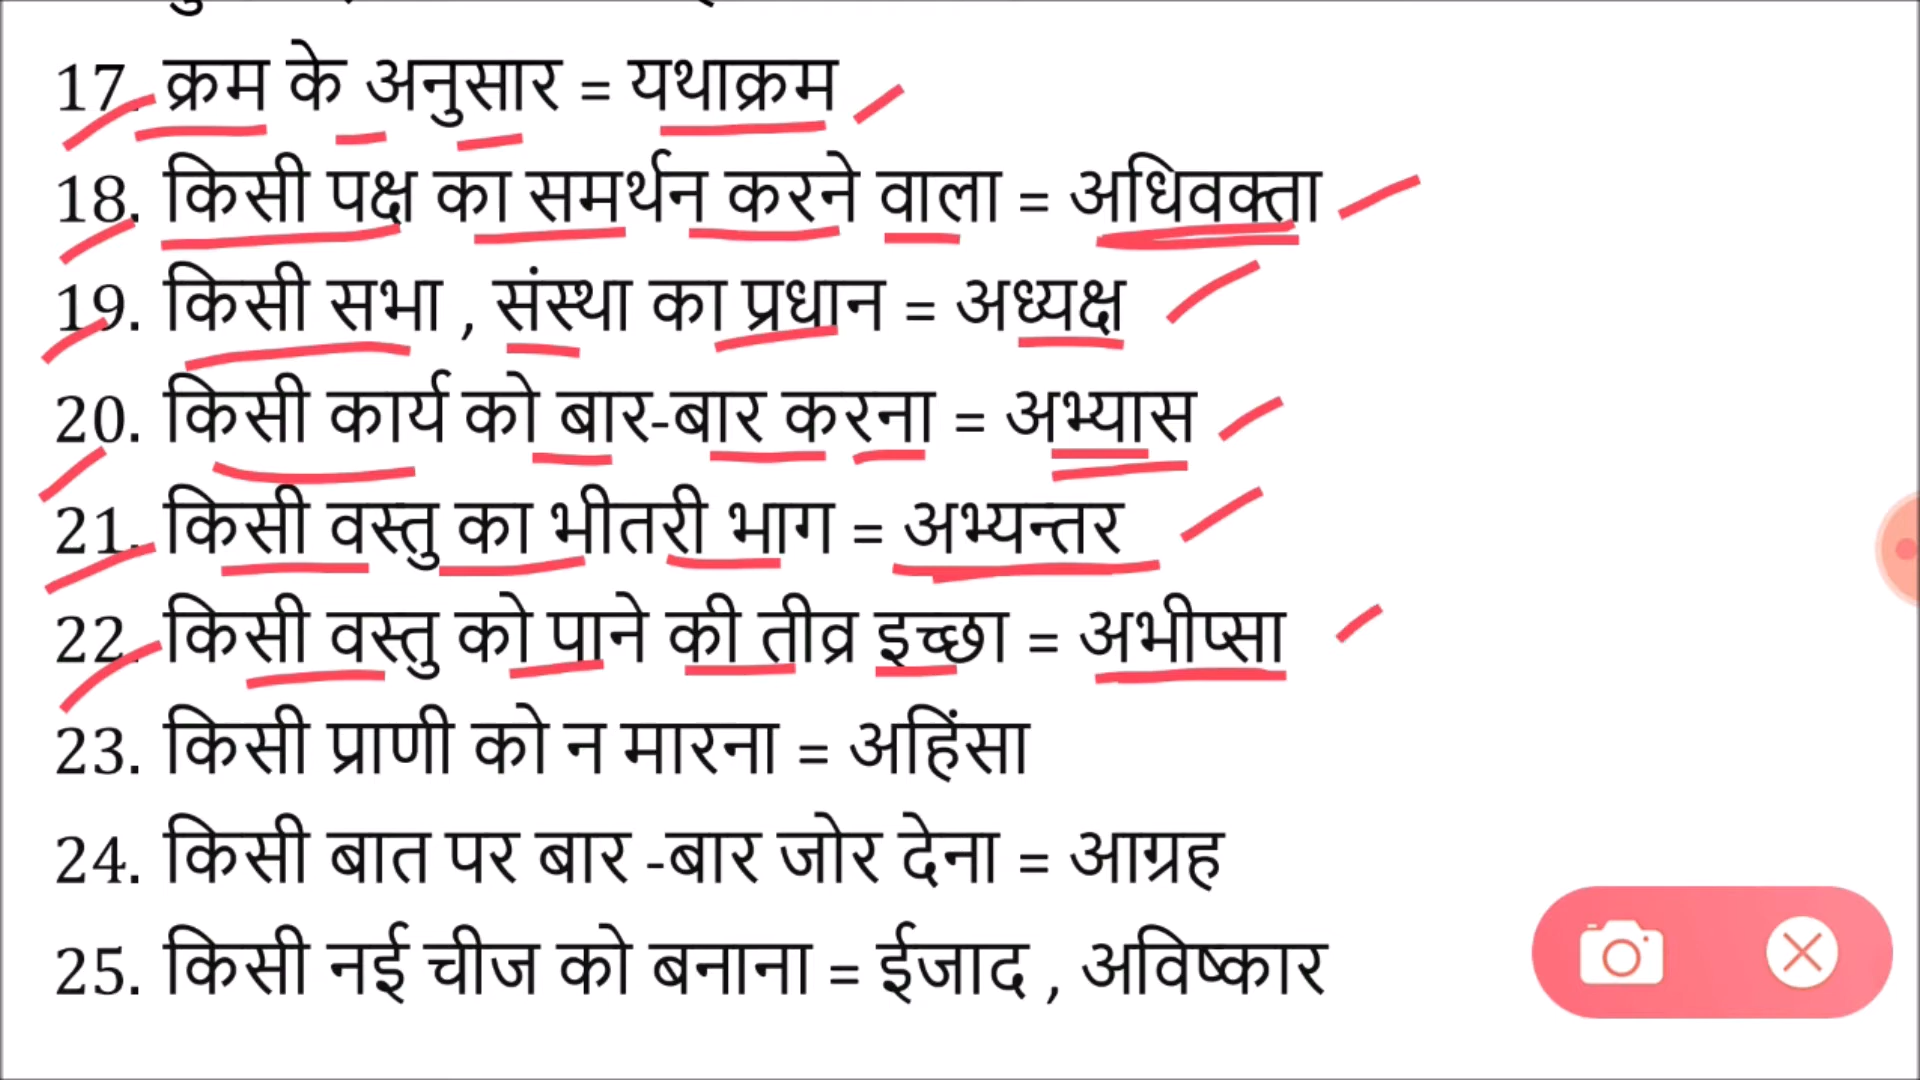 17. क्रम के अनुसार = यथाक्रम
18. किसी पक्ष का समर्थन करने वाला = अधिवक्ता
19. किसी सभा , संस्था का प्रधान = अध्यक्ष
20. किसी कार्य को बार-बार करना = अभ्यास
21. किसी वस्तु का भीतरी भाग = अभ्यन्तर
22. किसी वस्तु को पाने की तीव्र इच्छा = अभीप्सा
23. किसी प्राणी को न मारना = अहिंसा
24. किसी बात पर बार -बार जोर देना = आग्रह
25. किसी नई चीज को बनाना = ईजाद , अविष्कार